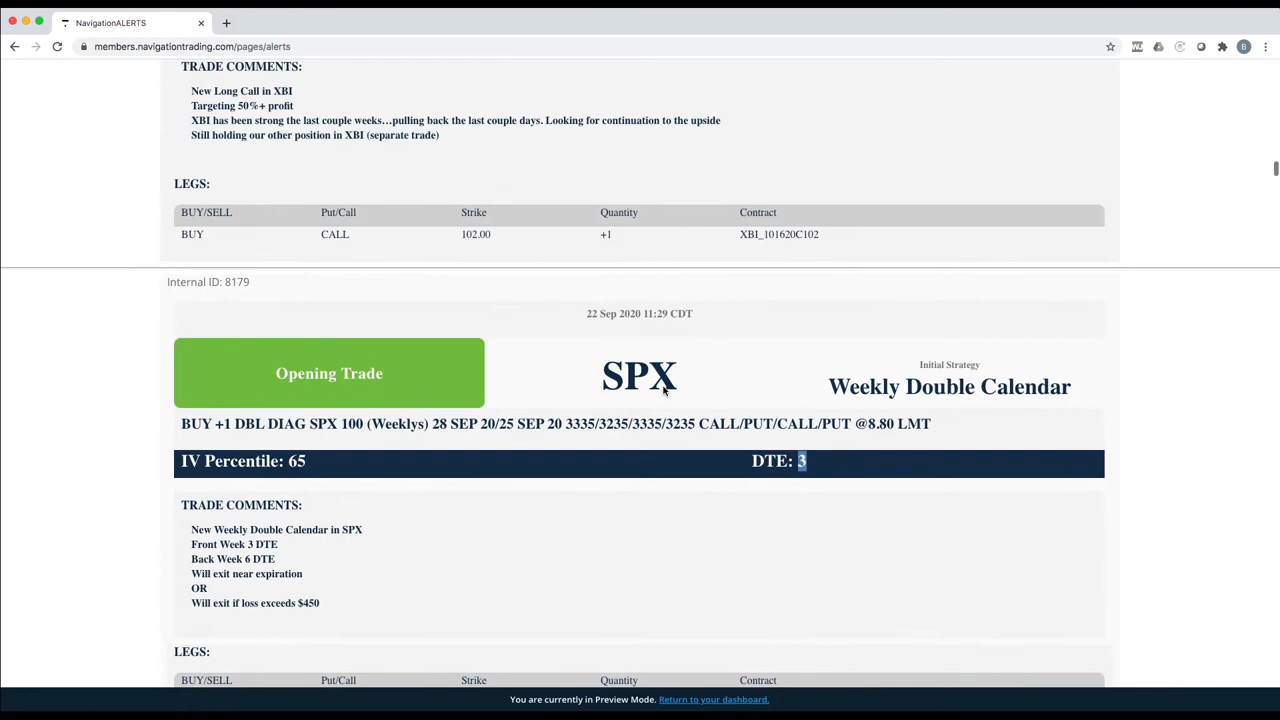 NavigationALERTS
members.navigationtrading.com/pages/alerts
B
TRADE COMMENTS:
New Long Call in XBI
Targeting 50%+ profit
XBI has been strong the last couple weeks…pulling back the last couple days. Looking for continuation to the upside
Still holding our other position in XBI (separate trade)
LEGS:
BUY/SELL Put/Call Strike Quantity Contract
BUY CALL 102.00 +1 XBI_101620C102
Internal ID: 8179
22 Sep 2020 11:29 CDT
Opening Trade
SPX
Initial Strategy
Weekly Double Calendar
BUY +1 DBL DIAG SPX 100 (Weeklys) 28 SEP 20/25 SEP 20 3335/3235/3335/3235 CALL/PUT/CALL/PUT @8.80 LMT
IV Percentile: 65 DTE: 3
TRADE COMMENTS:
New Weekly Double Calendar in SPX
Front Week 3 DTE
Back Week 6 DTE
Will exit near expiration
OR
Will exit if loss exceeds $450
LEGS:
BUY/SELL Put/Call Strike Quantity Contract
You are currently in Preview Mode. Return to your dashboard.